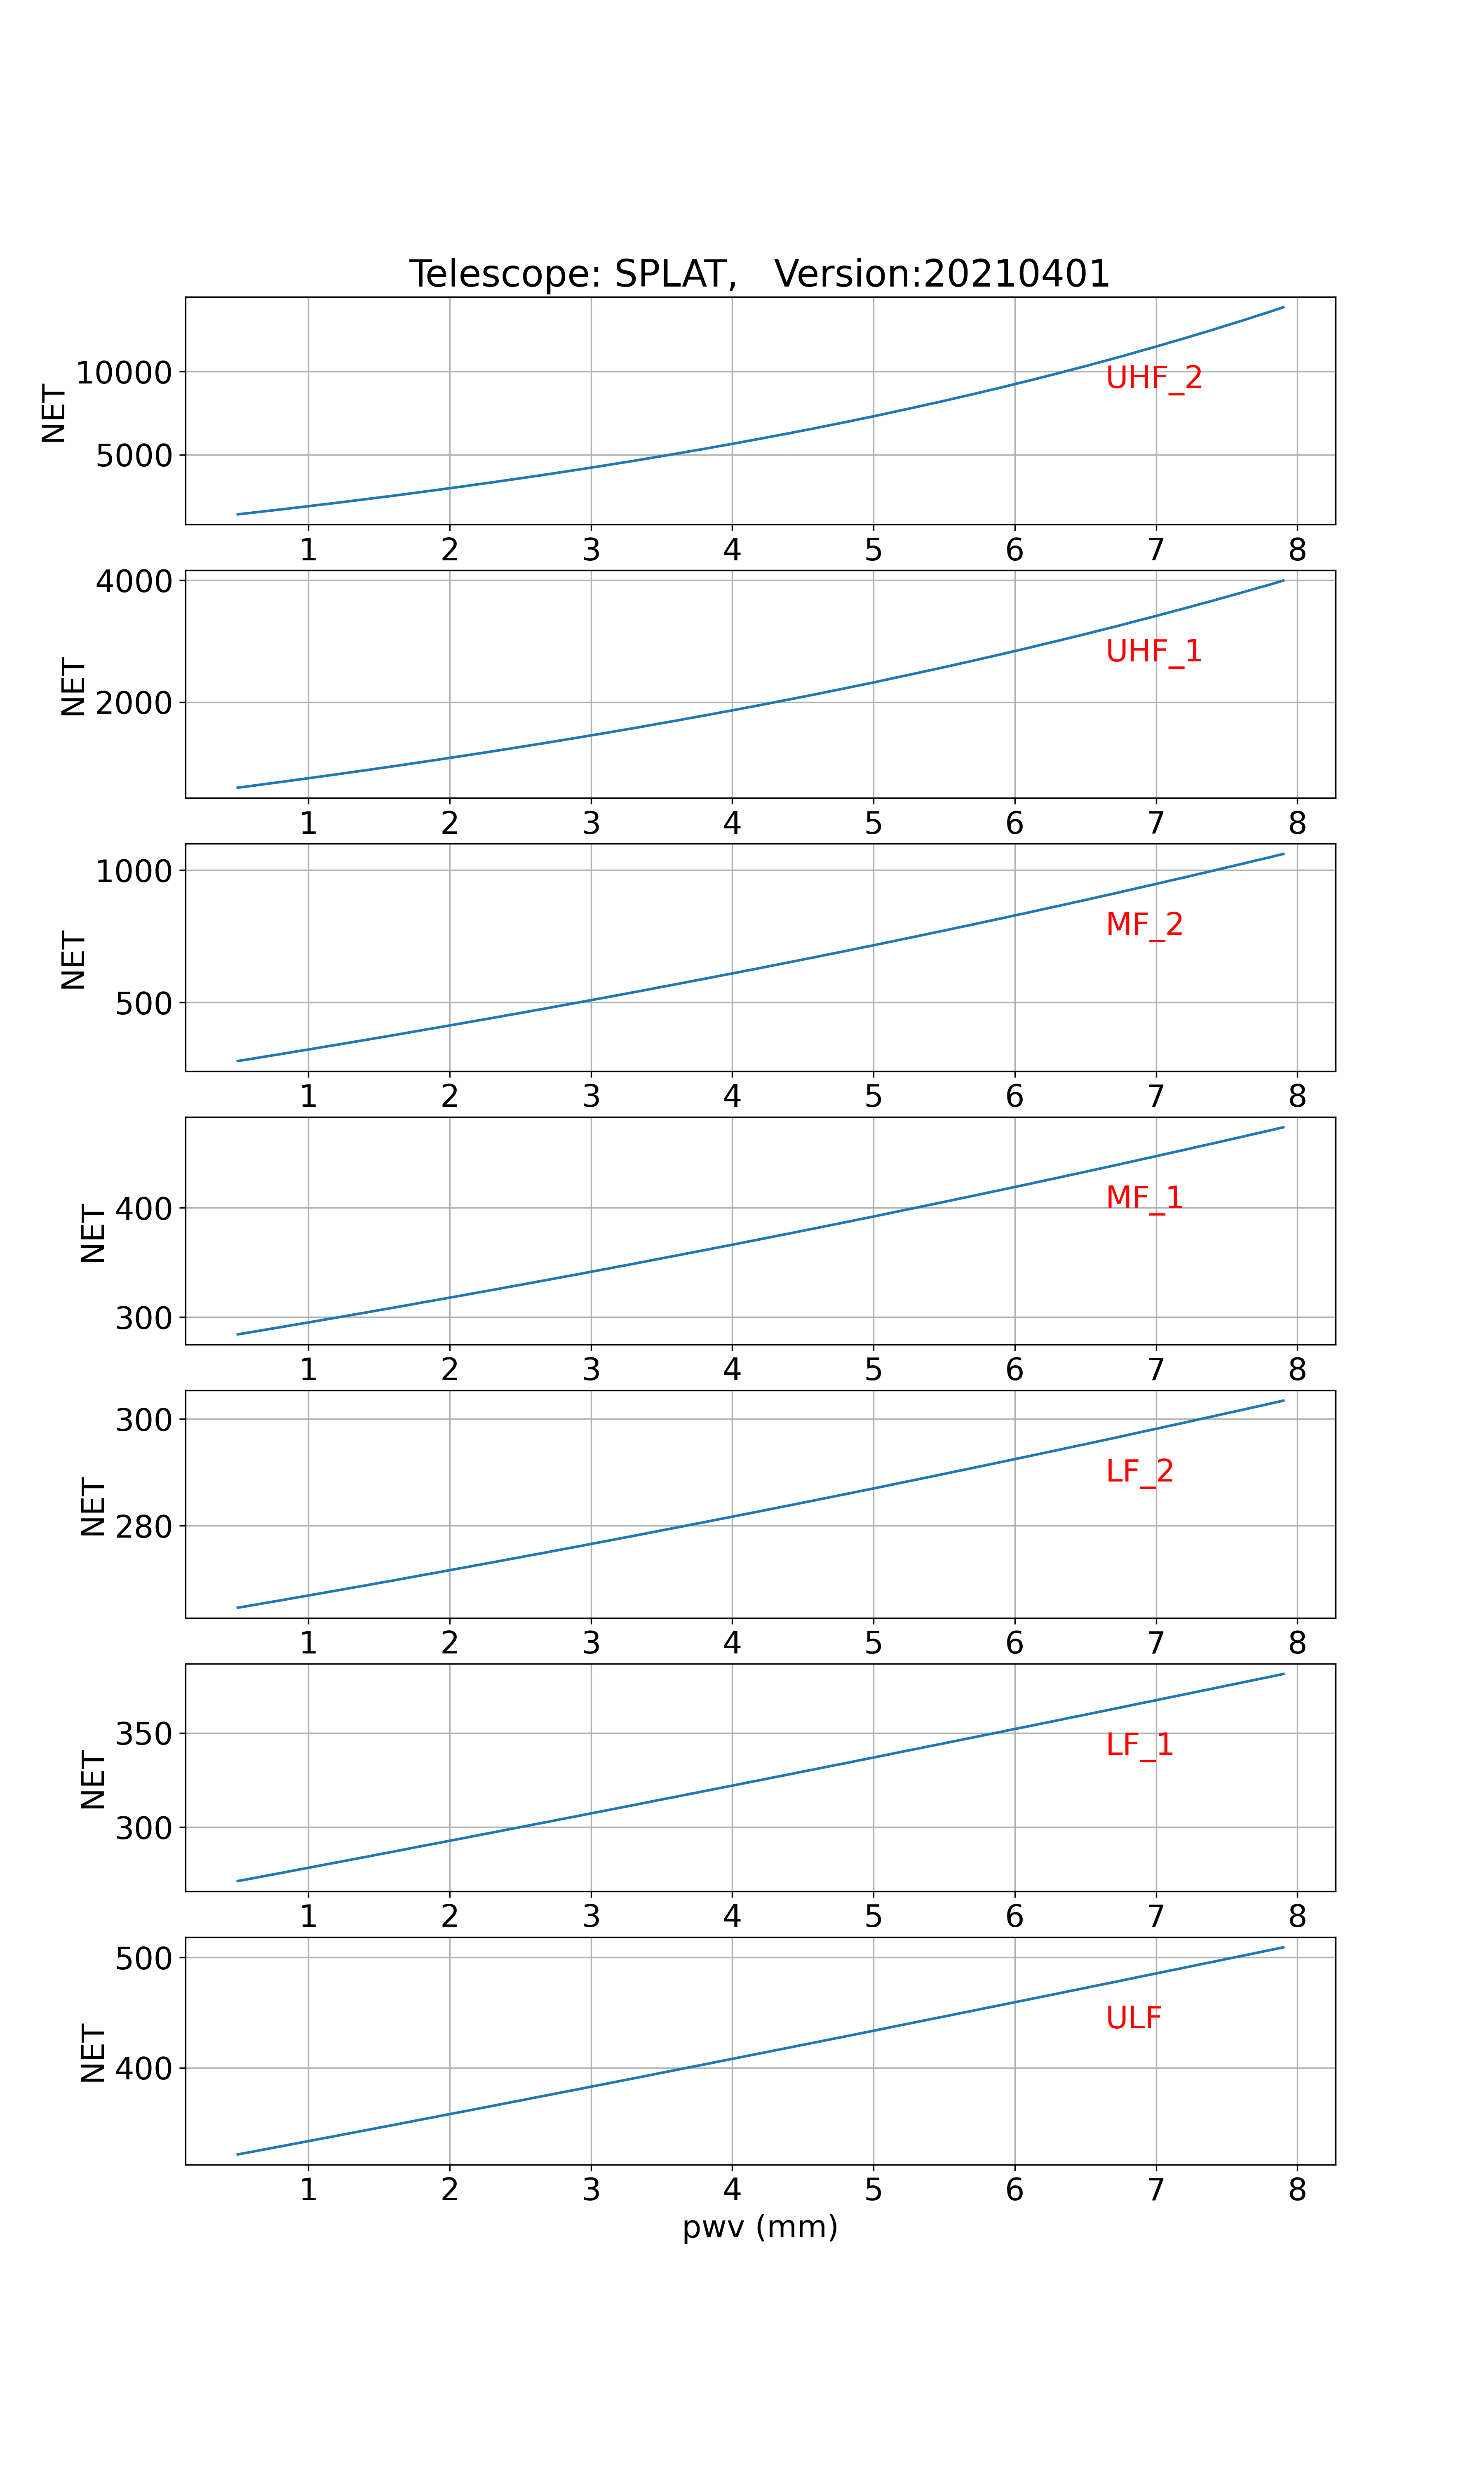 Telescope: SPLAT,   Version:20210401
NET
10000
5000
UHF_2
1 2 3 4 5 6 7 8
NET
4000
2000
UHF_1
1 2 3 4 5 6 7 8
NET
1000
500
MF_2
1 2 3 4 5 6 7 8
NET
400
300
MF_1
1 2 3 4 5 6 7 8
NET
300
280
LF_2
1 2 3 4 5 6 7 8
NET
350
300
LF_1
1 2 3 4 5 6 7 8
NET
500
400
ULF
1 2 3 4 5 6 7 8
pwv (mm)